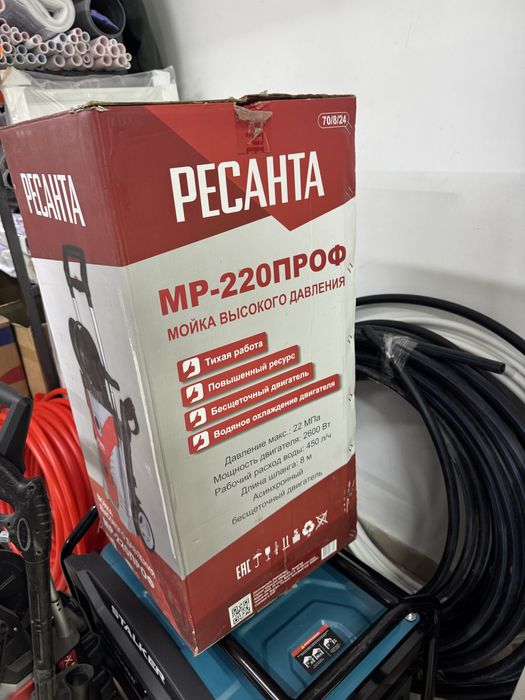 70/8/24
РЕСАНТА
РЕСАНТА
МР-220ПРОФ
МОЙКА ВЫСОКОГО ДАВЛЕНИЯ
Тихая работа
Повышенный ресурс
Бесщеточный двигатель
Водяное охлаждение двигателя
Давление макс.: 22 МПа
Мощность двигателя: 2600 Вт
Рабочий расход воды: 450 л/ч
Длина шланга: 8 м
Асинхронный
бесщеточный двигатель
EAC
МР-220ПРОФ
STALKER